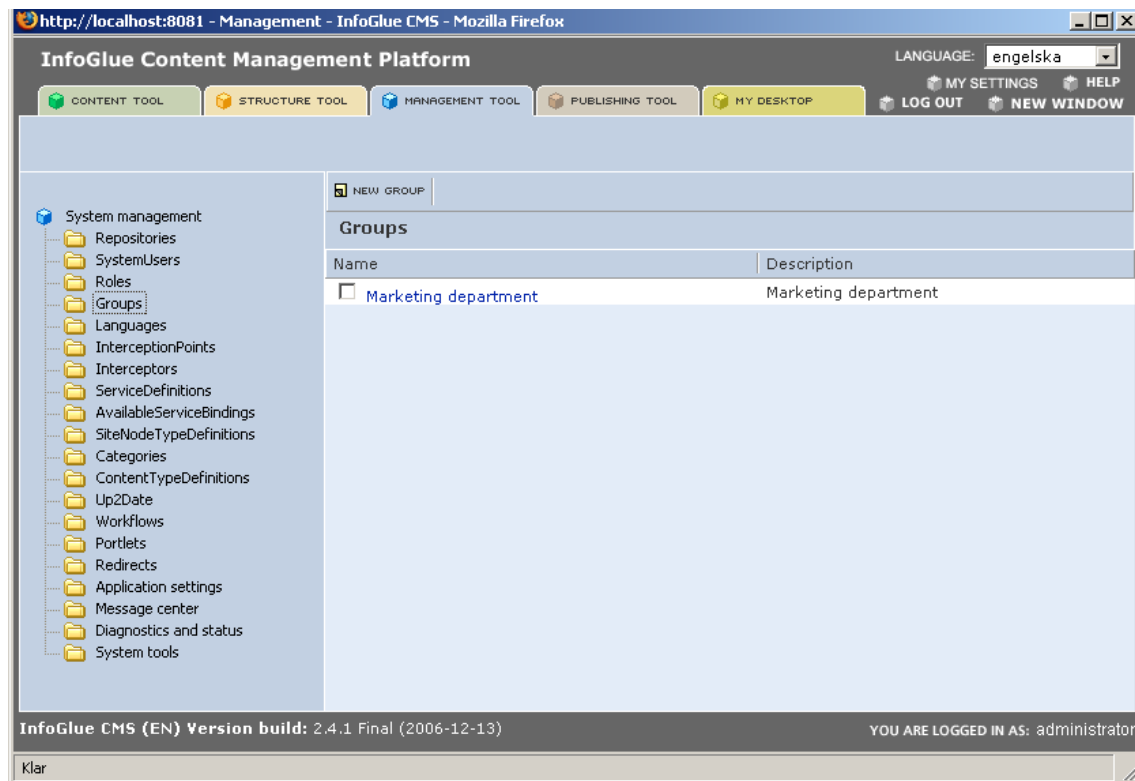 http://localhost:8081 - Management - InfoGlue CMS - Mozilla Firefox
InfoGlue Content Management Platform
LANGUAGE: engelska
MY SETTINGS HELP
CONTENT TOOL STRUCTURE TOOL MANAGEMENT TOOL PUBLISHING TOOL MY DESKTOP
LOG OUT NEW WINDOW
NEW GROUP
System management
Repositories
SystemUsers
Roles
Groups
Languages
InterceptionPoints
Interceptors
ServiceDefinitions
AvailableServiceBindings
SiteNodeTypeDefinitions
Categories
ContentTypeDefinitions
Up2Date
Workflows
Portlets
Redirects
Application settings
Message center
Diagnostics and status
System tools
Groups
Name Description
Marketing department Marketing department
InfoGlue CMS (EN) Version build: 2.4.1 Final (2006-12-13)
YOU ARE LOGGED IN AS: administrator
Klar